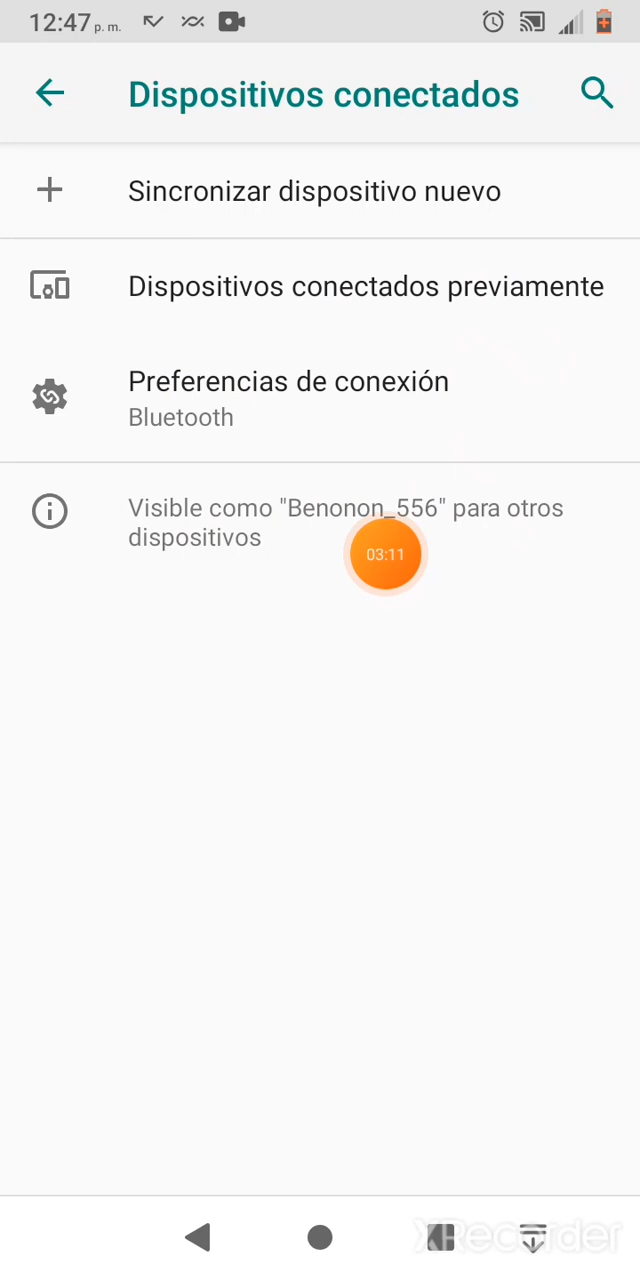 12:47 p. m.
Dispositivos conectados
Sincronizar dispositivo nuevo
Dispositivos conectados previamente
Preferencias de conexión
Bluetooth
Visible como "Benonon_556" para otros
dispositivos
03:11
XRecorder